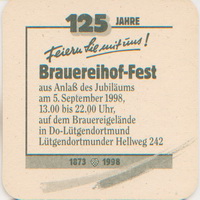 125 JAHRE
Feiern Sie mit uns!
Brauereihof-Fest
aus Anlaß des Jubiläums
am 5. September 1998,
13.00 bis 22.00 Uhr,
auf dem Brauereigelände
in Do-Lütgendortmund
Lütgendortmunder Hellweg 242
1873 1998